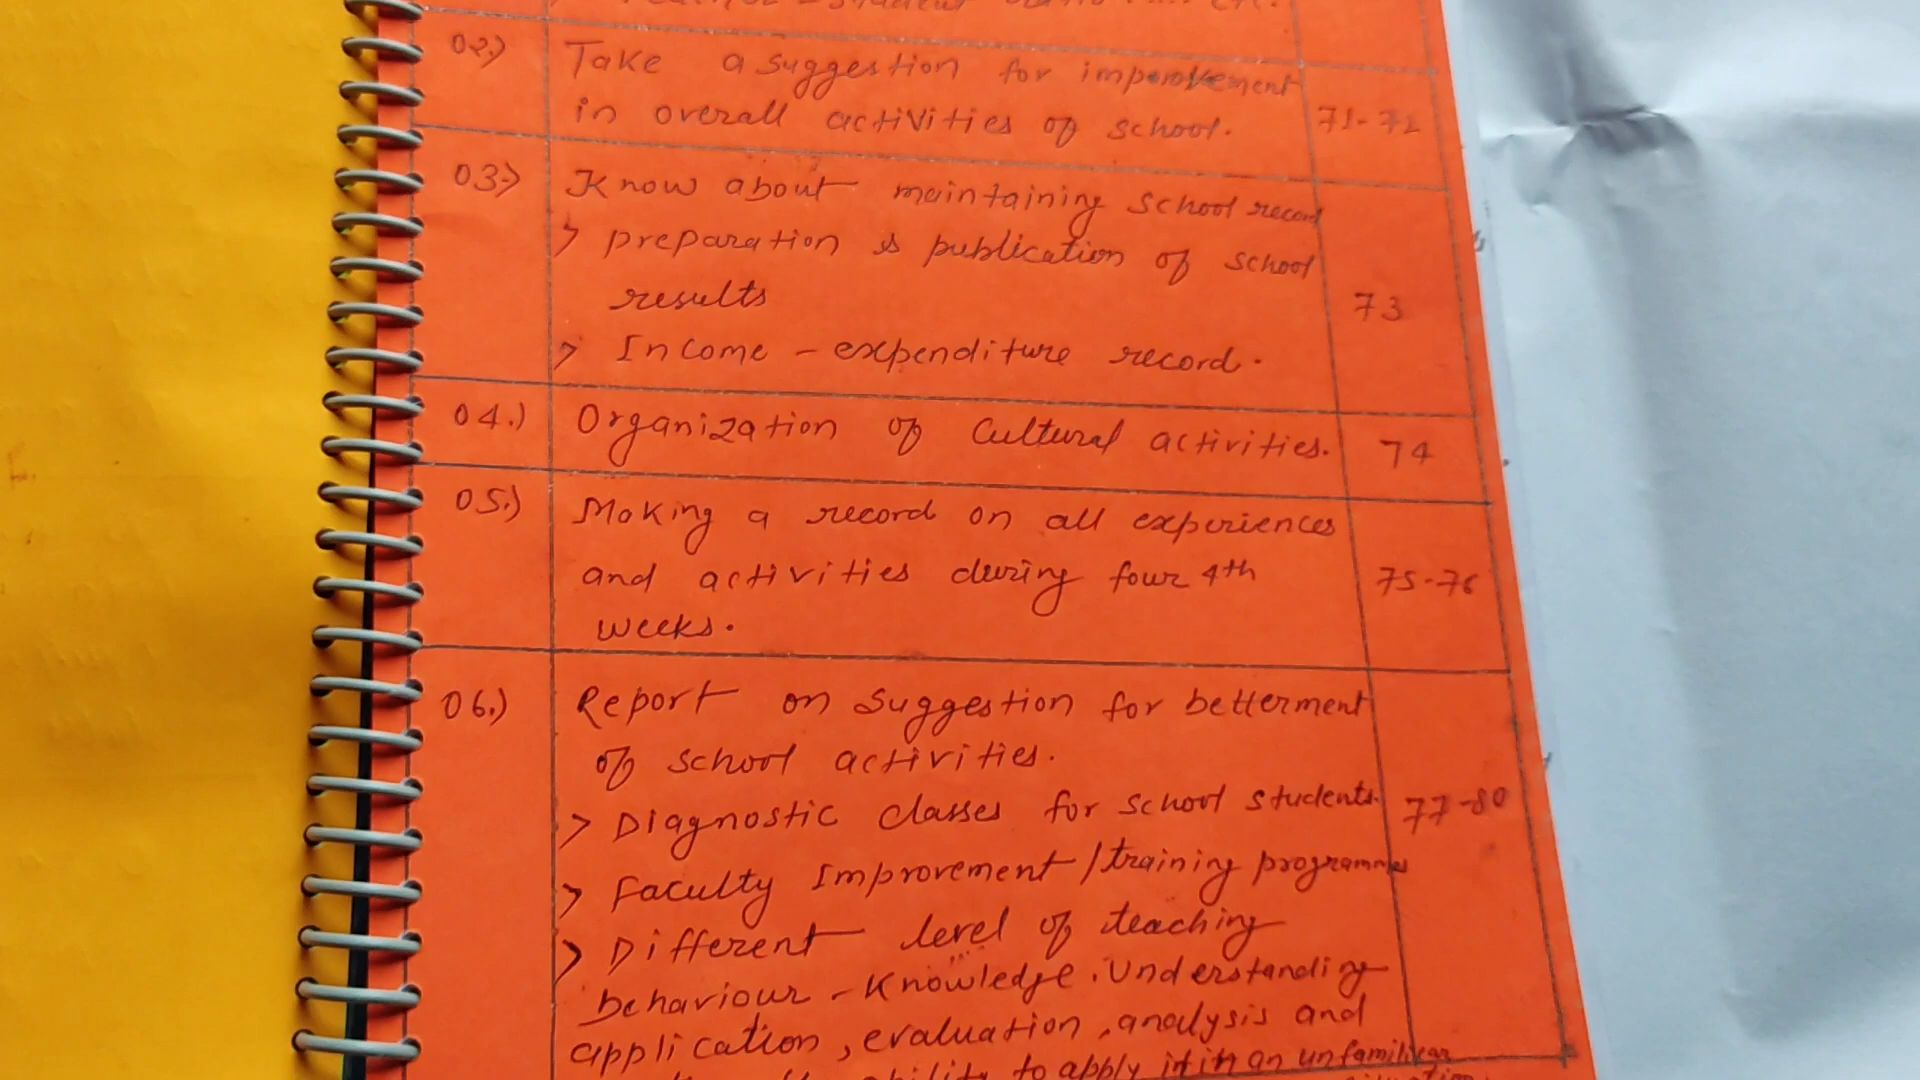 02.) Take a suggestion for improvement
in overall activities of school. 71-72
03.) Know about maintaining school record
> preparation & publication of school
results 73
> Income - expenditure record.
04.) Organization of cultural activities. 74
05.) Making a record on all experiences
and activities during four 4th 75-76
weeks.
06.) Report on suggestion for betterment
of school activities.
> Diagnostic classes for school students. 77-80
> Faculty Improvement / training programmes
> Different level of teaching
behaviour - Knowledge. Understanding
application, evaluation, analysis and
ability to apply it in an unfamiliar